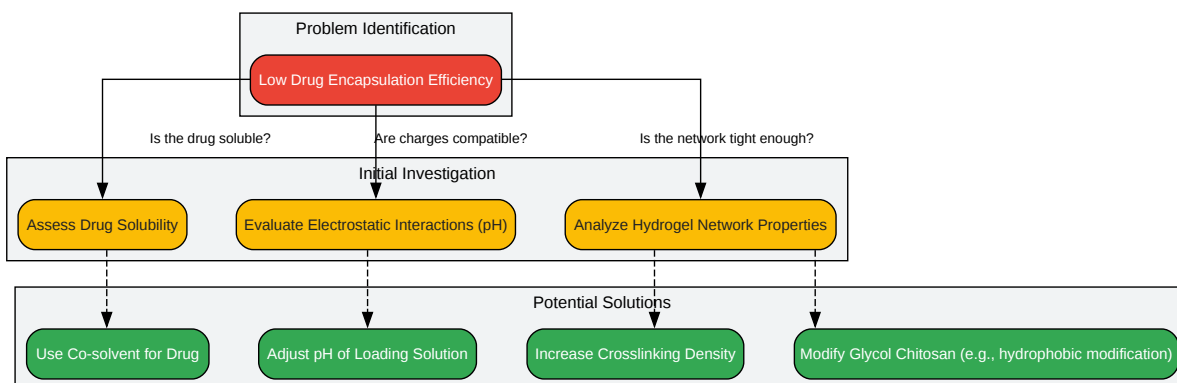 Problem Identification
Low Drug Encapsulation Efficiency
Is the drug soluble?
Are charges compatible?
Is the network tight enough?
Initial Investigation
Assess Drug Solubility
Evaluate Electrostatic Interactions (pH)
Analyze Hydrogel Network Properties
Potential Solutions
Use Co-solvent for Drug
Adjust pH of Loading Solution
Increase Crosslinking Density
Modify Glycol Chitosan (e.g., hydrophobic modification)